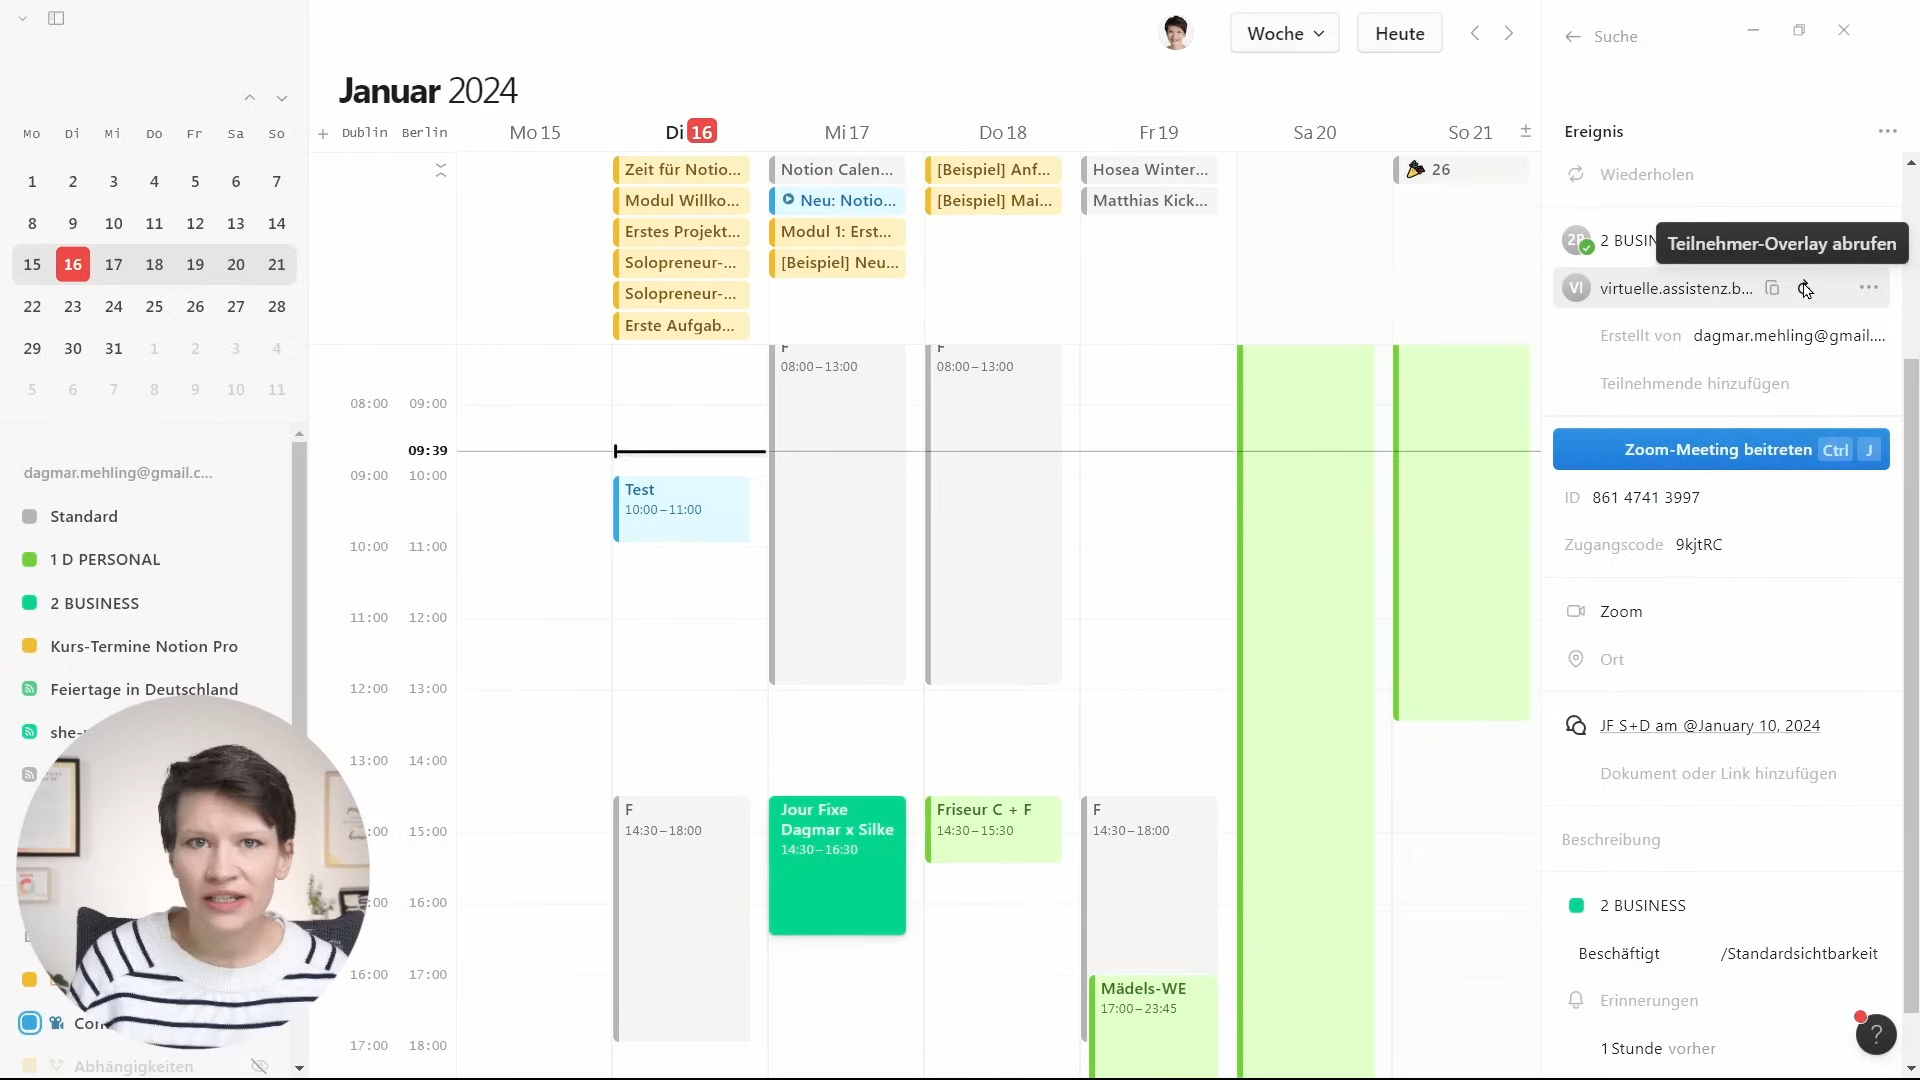 Januar 2024
Woche
Heute
Suche
Mo Di Mi Do Fr Sa So
1 2 3 4 5 6 7
8 9 10 11 12 13 14
15 16 17 18 19 20 21
22 23 24 25 26 27 28
29 30 31 1 2 3 4
5 6 7 8 9 10 11
dagmar.mehling@gmail.c...
Standard
1 D PERSONAL
2 BUSINESS
Kurs-Termine Notion Pro
Feiertage in Deutschland
she-
Con
Abhängigkeiten
+ Dublin Berlin
Mo 15
Di 16
Mi 17
Do 18
Fr 19
Sa 20
So 21
Zeit für Notio...
Modul Willko...
Erstes Projekt...
Solopreneur-...
Solopreneur-...
Erste Aufgab...
Notion Calen...
Neu: Notio...
Modul 1: Erst...
[Beispiel] Neu...
[Beispiel] Anf...
[Beispiel] Mai...
Hosea Winter...
Matthias Kick...
26
08:00 09:00
09:39
09:00 10:00
10:00 11:00
11:00 12:00
12:00 13:00
13:00 14:00
:00 15:00
:00 16:00
16:00 17:00
17:00 18:00
Test
10:00–11:00
F
14:30–18:00
F
08:00–13:00
Jour Fixe
Dagmar x Silke
14:30–16:30
F
08:00–13:00
Friseur C + F
14:30–15:30
F
14:30–18:00
Mädels-WE
17:00–23:45
Ereignis
Wiederholen
2B 2 BUSIN
Teilnehmer-Overlay abrufen
VI virtuelle.assistenz.b...
Erstellt von dagmar.mehling@gmail....
Teilnehmende hinzufügen
Zoom-Meeting beitreten Ctrl J
ID 861 4741 3997
Zugangscode 9kjtRC
Zoom
Ort
JF S+D am @January 10, 2024
Dokument oder Link hinzufügen
Beschreibung
2 BUSINESS
Beschäftigt /Standardsichtbarkeit
Erinnerungen
1 Stunde vorher
?